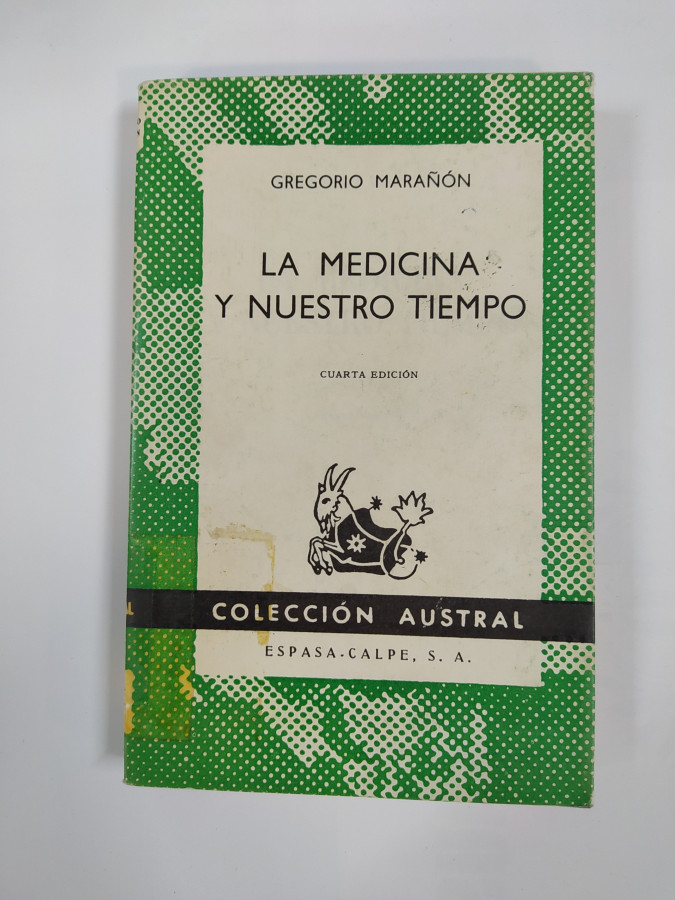 GREGORIO MARAÑÓN
LA MEDICINA
Y NUESTRO TIEMPO
CUARTA EDICIÓN
COLECCIÓN AUSTRAL
ESPASA-CALPE, S. A.